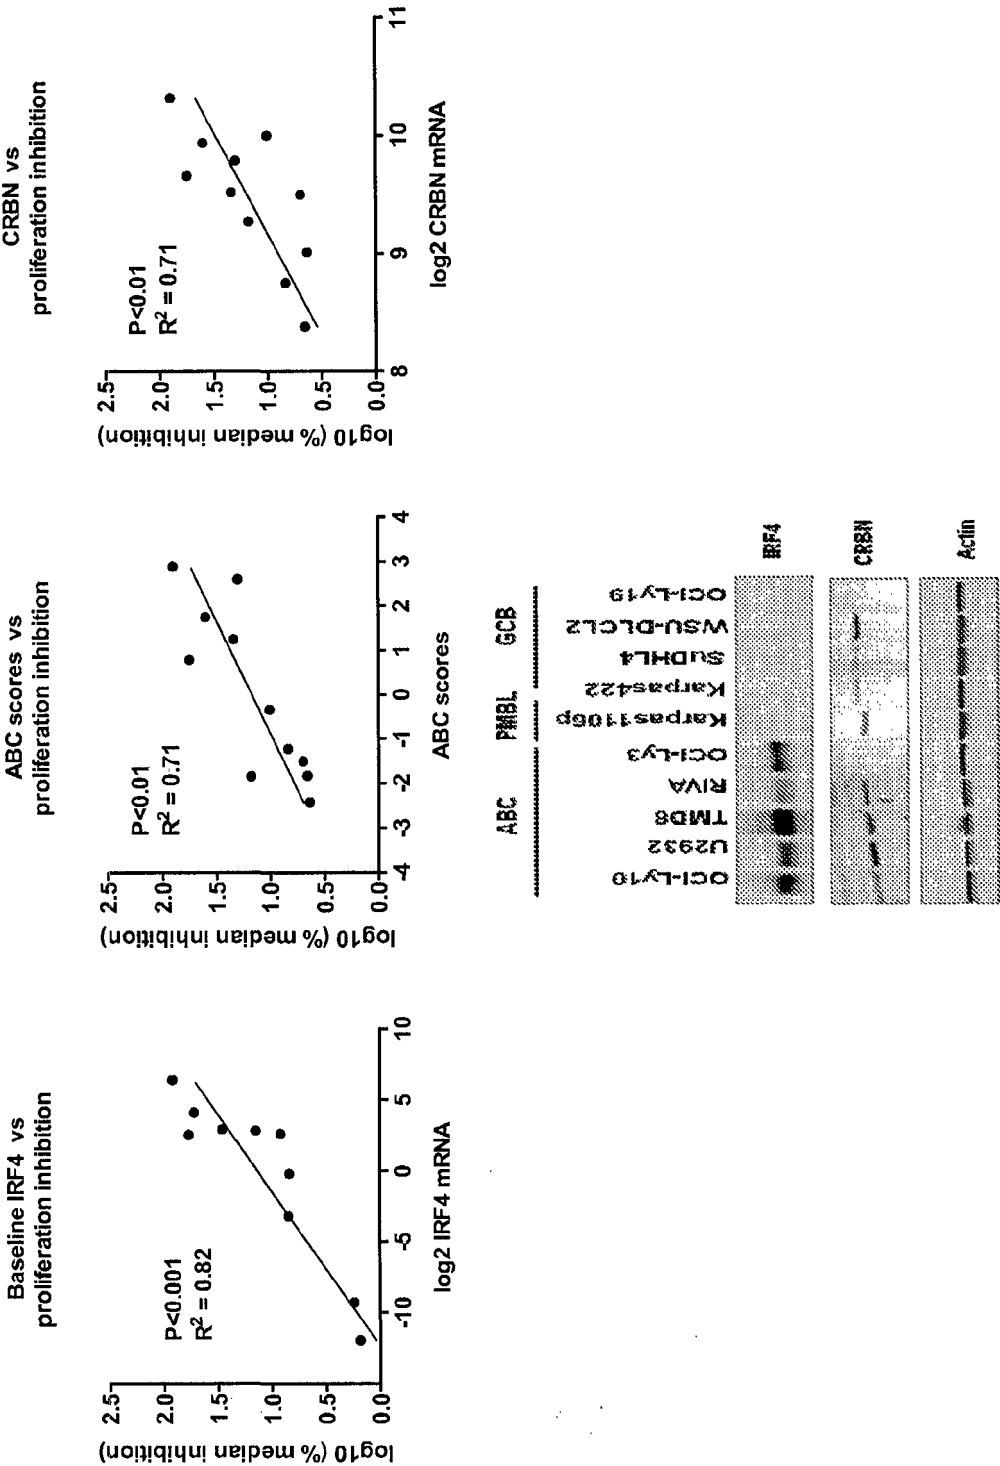 Baseline IRF4 vs
proliferation inhibition
P<0.001
R2 = 0.82
log10 (% median inhibition)
2.5
2.0
1.5
1.0
0.5
0.0
-10
-5
0
5
10
log2 IRF4 mRNA
ABC scores vs
proliferation inhibition
P<0.01
R2 = 0.71
log10 (% median inhibition)
2.5
2.0
1.5
1.0
0.5
0.0
-4
-3
-2
-1
0
1
2
3
4
ABC scores
CRBN vs
proliferation inhibition
P<0.01
R2 = 0.71
log10 (% median inhibition)
2.5
2.0
1.5
1.0
0.5
0.0
8
9
10
11
log2 CRBN mRNA
ABC
PMBL
GCB
OCI-Ly10
U2932
TMD8
RIVA
OCI-Ly3
Karpas1106p
Karpas422
SuDHL4
WSU-DLCL2
OCI-Ly19
IRF4
CRBN
Actin